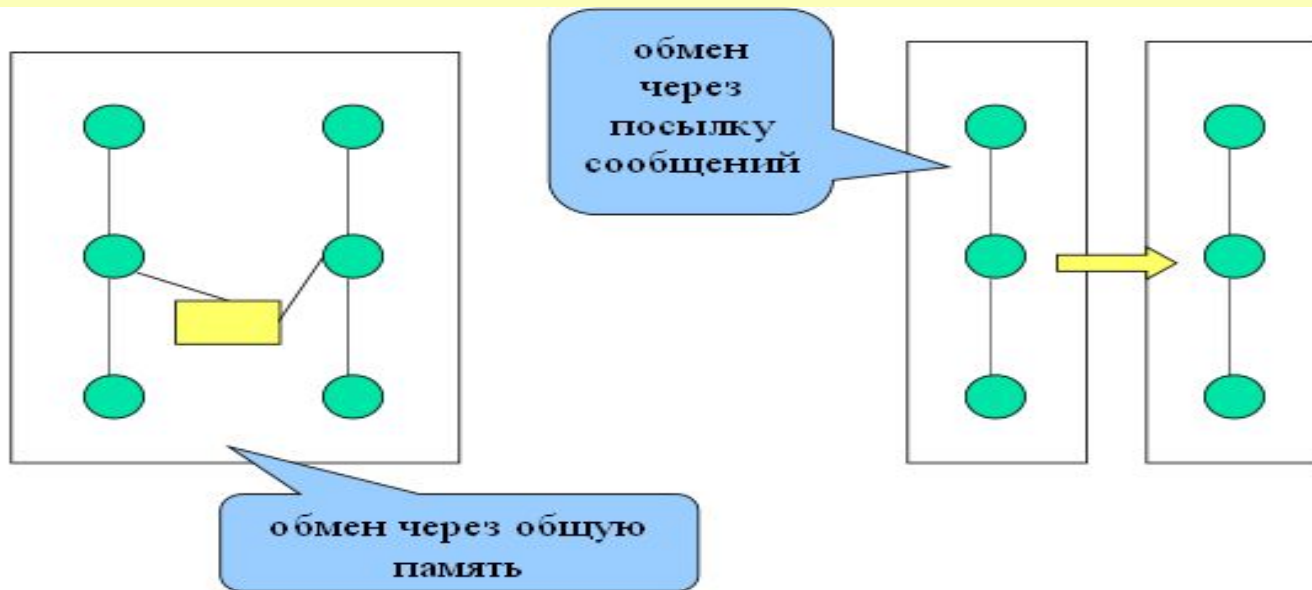 обмен
через
посылку
сообщений
обмен через общую
память